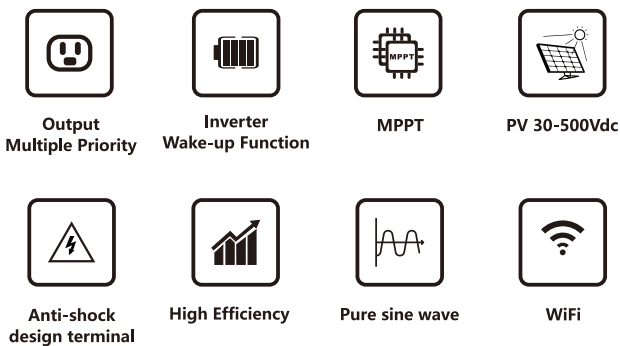 Output
Multiple Priority
Inverter
Wake-up Function
MPPT
MPPT
PV 30-500Vdc
Anti-shock
design terminal
High Efficiency
Pure sine wave
WiFi